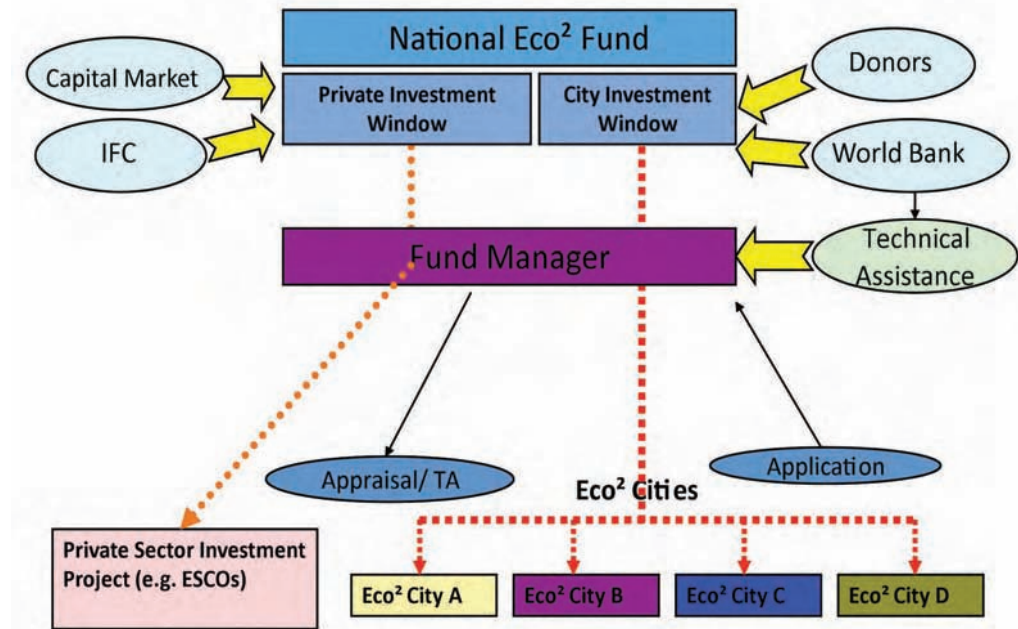 National Eco² Fund
Capital Market
Donors
Private Investment
Window
City Investment
Window
IFC
World Bank
Fund Manager
Technical
Assistance
Appraisal/ TA
Application
Eco² Cities
Private Sector Investment
Project (e.g. ESCOs)
Eco² City A
Eco² City B
Eco² City C
Eco² City D